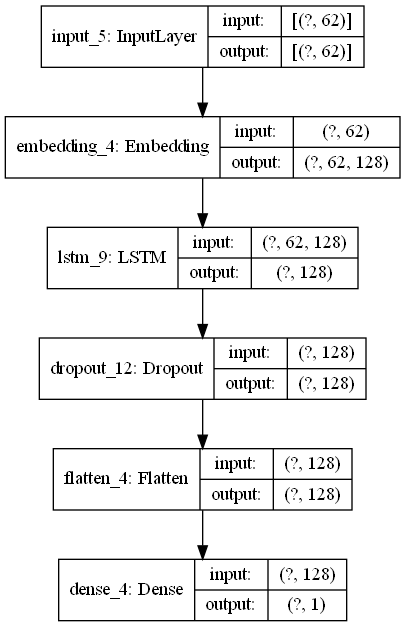 input_5: InputLayer
input: [(?, 62)]
output: [(?, 62)]
embedding_4: Embedding
input: (?, 62)
output: (?, 62, 128)
lstm_9: LSTM
input: (?, 62, 128)
output: (?, 128)
dropout_12: Dropout
input: (?, 128)
output: (?, 128)
flatten_4: Flatten
input: (?, 128)
output: (?, 128)
dense_4: Dense
input: (?, 128)
output: (?, 1)